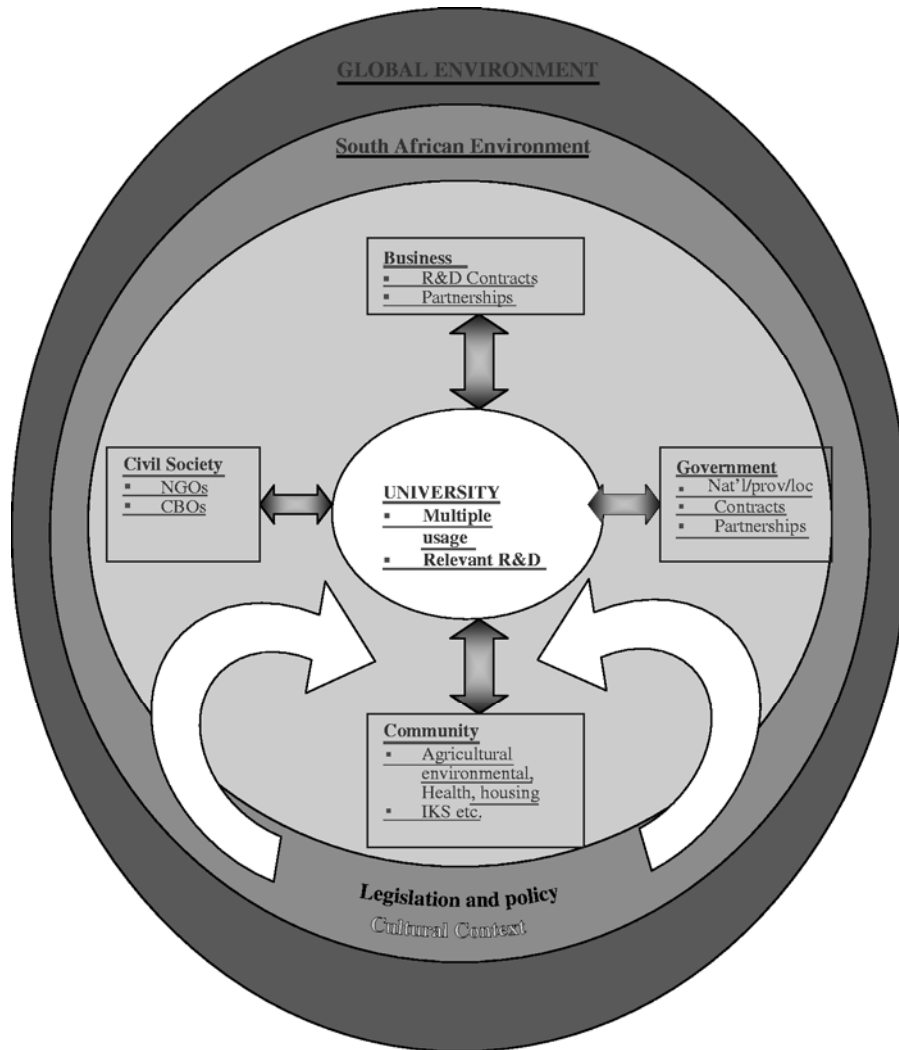 GLOBAL ENVIRONMENT
South African Environment
Business
▪ R&D Contracts
▪ Partnerships
Civil Society
▪ NGOs
▪ CBOs
UNIVERSITY
▪ Multiple
usage
▪ Relevant R&D
Government
▪ Nat'l/prov/loc
▪ Contracts
▪ Partnerships
Community
▪ Agricultural
environmental,
Health, housing
▪ IKS etc.
Legislation and policy
Cultural Context